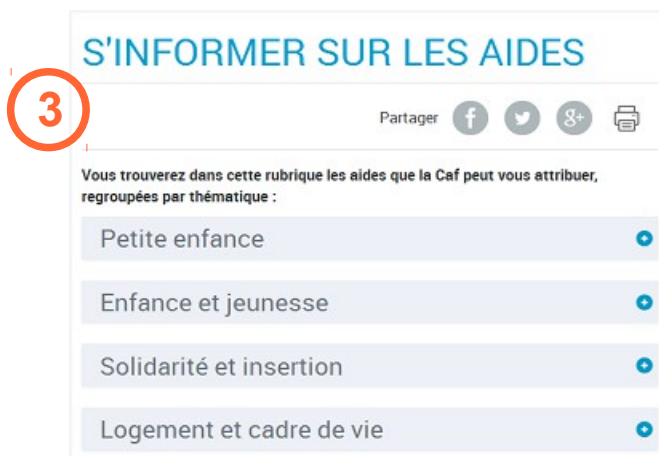 S'INFORMER SUR LES AIDES
3
Partager
Vous trouverez dans cette rubrique les aides que la Caf peut vous attribuer,
regroupées par thématique :
Petite enfance
Enfance et jeunesse
Solidarité et insertion
Logement et cadre de vie